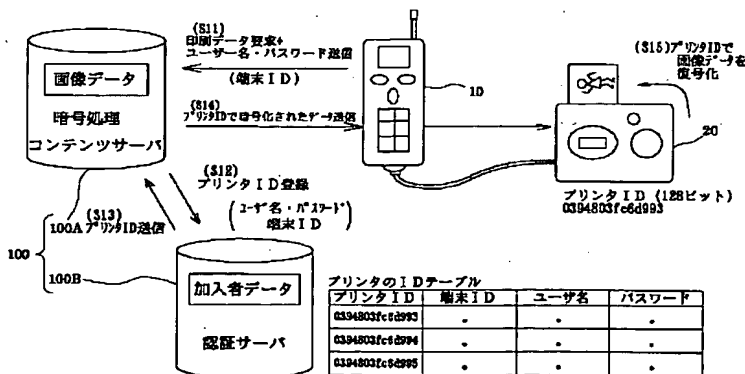 (S11)
印刷データ要求+
ユーザー名・パスワード送信
(端末ID)
画像データ
暗号処理
コンテンツサーバ
(S14)
プリンタIDで暗号化されたデータ送信
10
(S15)プリンタIDで
画像データを
復号化
20
プリンタID (128ビット)
0394803fc6d993
(S12)
プリンタID登録
(ユーザ名・パスワード
端末ID)
(S13)
100A プリンタID送信
100
100B
加入者データ
認証サーバ
プリンタのIDテーブル
プリンタID 端末ID ユーザ名 パスワード
0394803fc6d993 • • •
0394803fc6d994 • • •
0394803fc6d995 • • •